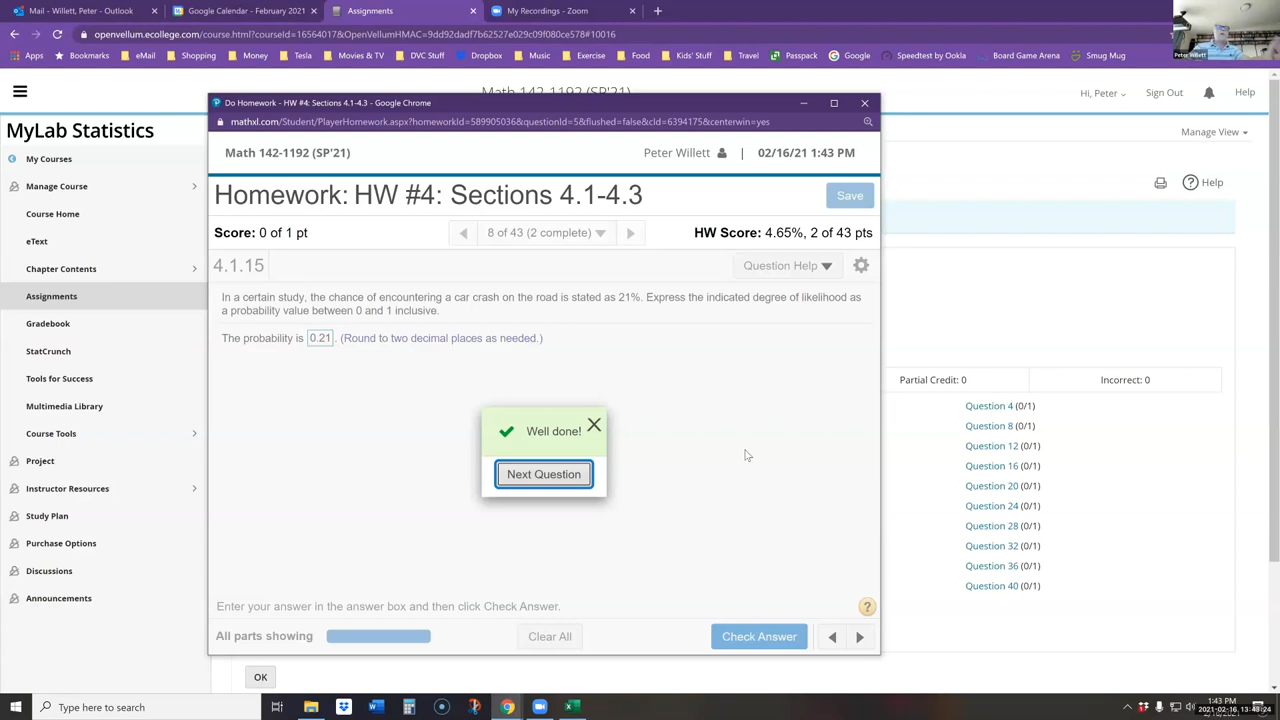 Mail - Willett, Peter - Outlook
Google Calendar - February 2021
Assignments
My Recordings - Zoom
openvellum.ecollege.com/course.html?courseId=16564017&OpenVellumHMAC=9dd92dadf7b62527e029c09f080ce578#10016
Apps
Bookmarks
eMail
Shopping
Money
Tesla
Movies & TV
DVC Stuff
Dropbox
Music
Exercise
Food
Kids' Stuff
Travel
Passpack
Google
Speedtest by Ookla
Board Game Arena
Smug Mug
Peter Willett
Math 142-1192 (SP'21)
Hi, Peter
Sign Out
Help
MyLab Statistics
Manage View
My Courses
Manage Course
Course Home
eText
Chapter Contents
Assignments
Gradebook
StatCrunch
Tools for Success
Multimedia Library
Course Tools
Project
Instructor Resources
Study Plan
Purchase Options
Discussions
Announcements
Help
Do Homework - HW #4: Sections 4.1-4.3 - Google Chrome
mathxl.com/Student/PlayerHomework.aspx?homeworkId=589905036&questionId=5&flushed=false&cId=6394175&centerwin=yes
Math 142-1192 (SP'21)
Peter Willett | 02/16/21 1:43 PM
Homework: HW #4: Sections 4.1-4.3
Save
Score: 0 of 1 pt
8 of 43 (2 complete)
HW Score: 4.65%, 2 of 43 pts
4.1.15
Question Help
In a certain study, the chance of encountering a car crash on the road is stated as 21%. Express the indicated degree of likelihood as
a probability value between 0 and 1 inclusive.
The probability is 0.21. (Round to two decimal places as needed.)
Well done!
Next Question
Enter your answer in the answer box and then click Check Answer.
?
All parts showing
Clear All
Check Answer
Partial Credit: 0
Incorrect: 0
Question 4 (0/1)
Question 8 (0/1)
Question 12 (0/1)
Question 16 (0/1)
Question 20 (0/1)
Question 24 (0/1)
Question 28 (0/1)
Question 32 (0/1)
Question 36 (0/1)
Question 40 (0/1)
OK
Type here to search
1:43 PM
2021-02-16 13:48:24